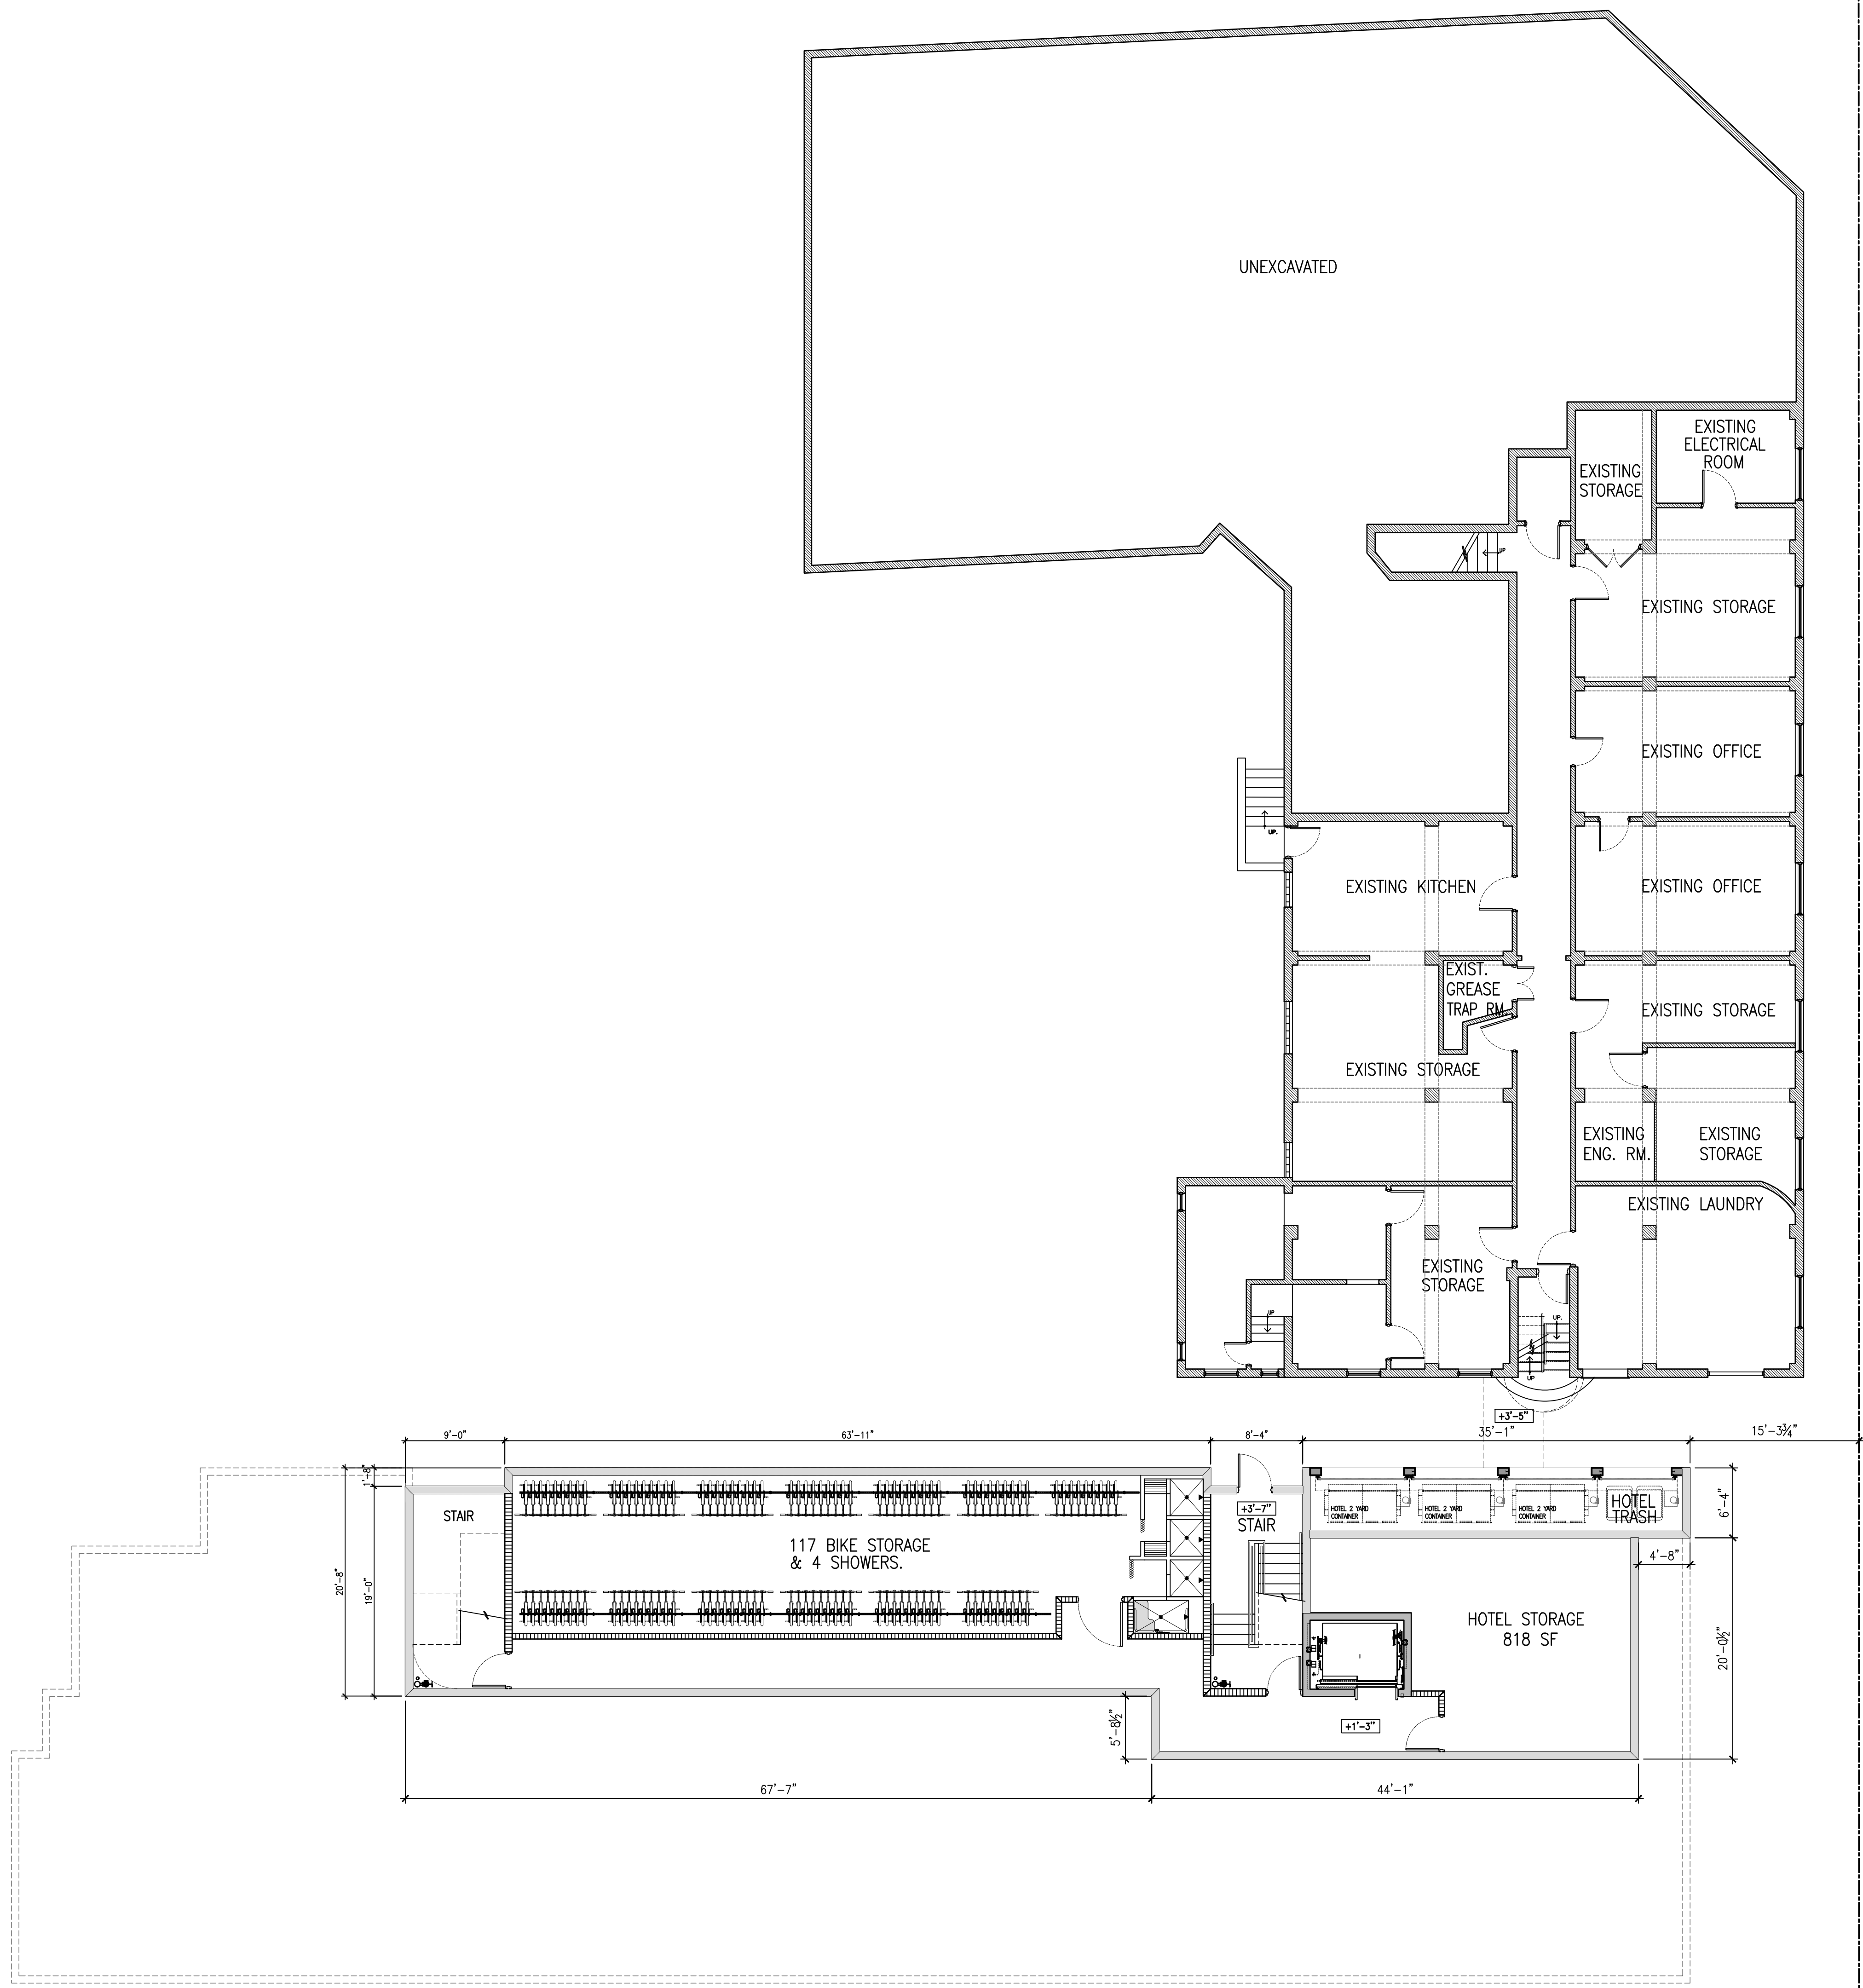 UNEXCAVATED
EXISTING
ELECTRICAL
ROOM
EXISTING
STORAGE
UP
EXISTING STORAGE
EXISTING OFFICE
UP.
EXISTING KITCHEN
EXISTING OFFICE
EXIST.
GREASE
TRAP RM.
EXISTING STORAGE
EXISTING STORAGE
EXISTING
ENG. RM.
EXISTING
STORAGE
EXISTING LAUNDRY
EXISTING
STORAGE
UP
UP.
UP
+3'-5"
9'-0"
63'-11"
8'-4"
35'-1"
15'-3¾"
1'-8"
20'-8"
19'-0"
STAIR
117 BIKE STORAGE
& 4 SHOWERS.
+3'-7"
STAIR
HOTEL 2 YARD
CONTAINER
HOTEL 2 YARD
CONTAINER
HOTEL 2 YARD
CONTAINER
HOTEL
TRASH
6'-4"
4'-8"
HOTEL STORAGE
818 SF
20'-0½"
5'-8½"
+1'-3"
67'-7"
44'-1"